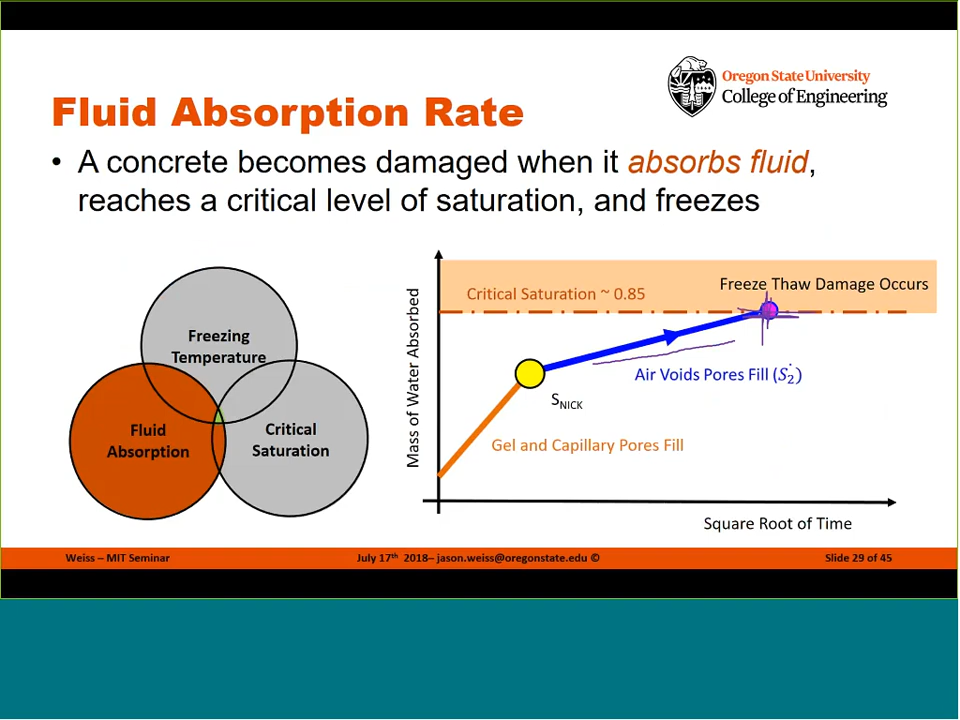 Oregon State University
College of Engineering
Fluid Absorption Rate
• A concrete becomes damaged when it absorbs fluid,
reaches a critical level of saturation, and freezes
Freezing
Temperature
Fluid
Absorption
Critical
Saturation
Mass of Water Absorbed
Critical Saturation ~ 0.85
Freeze Thaw Damage Occurs
Air Voids Pores Fill (Ṡ₂)
S_NICK
Gel and Capillary Pores Fill
Square Root of Time
Weiss – MIT Seminar
July 17th 2018– jason.weiss@oregonstate.edu ©
Slide 29 of 45